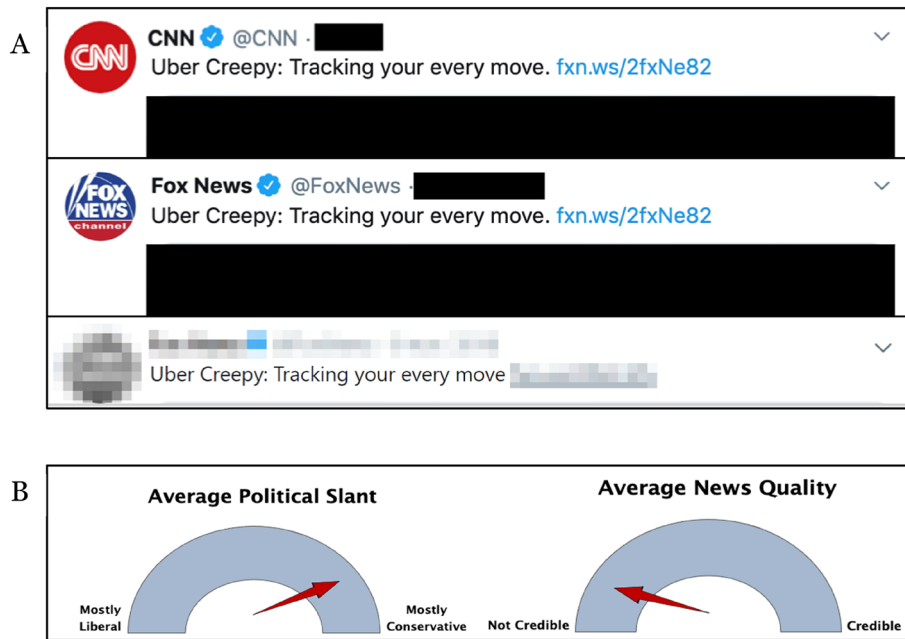 A
CNN
CNN @CNN ·
Uber Creepy: Tracking your every move. fxn.ws/2fxNe82
FOX
NEWS
channel
Fox News @FoxNews ·
Uber Creepy: Tracking your every move. fxn.ws/2fxNe82
Uber Creepy: Tracking your every move
B
Average Political Slant
Mostly
Liberal
Mostly
Conservative
Average News Quality
Not Credible
Credible